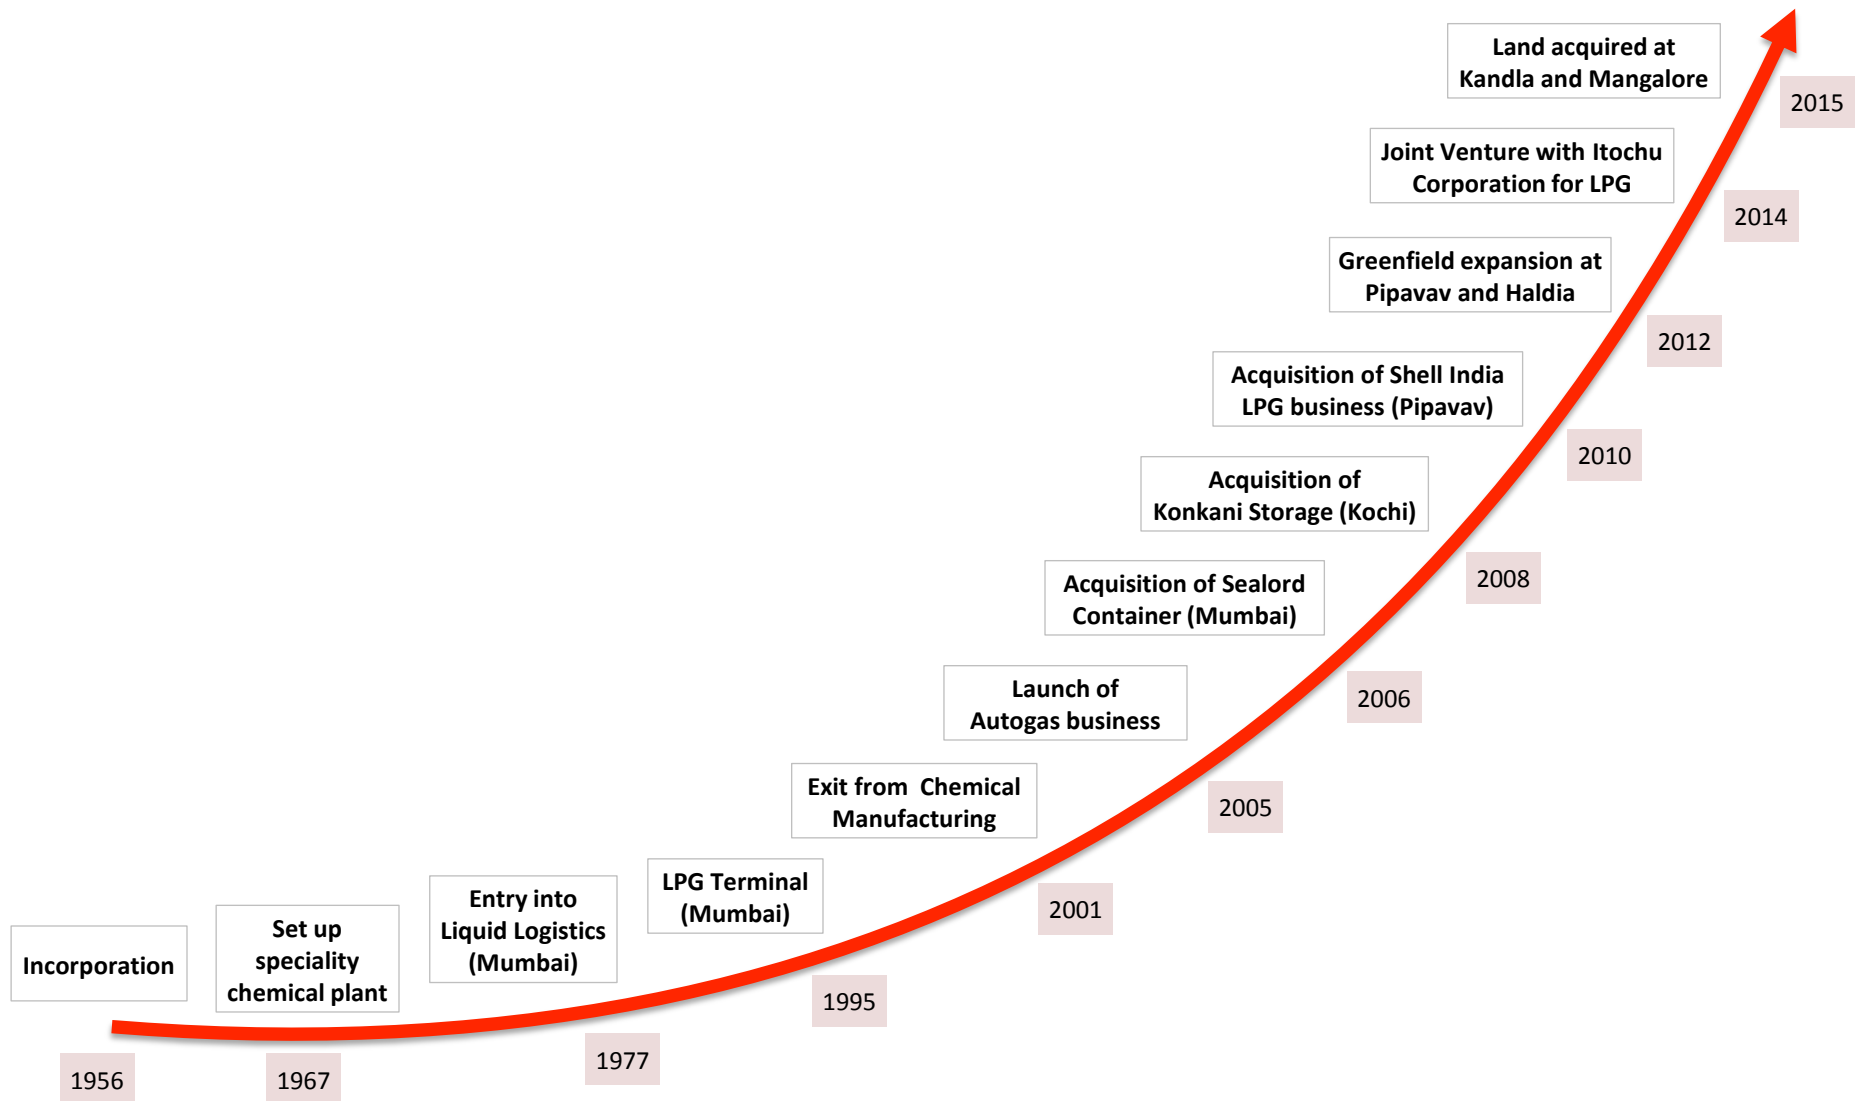 Land acquired at
Kandla and Mangalore
2015
Joint Venture with Itochu
Corporation for LPG
2014
Greenfield expansion at
Pipavav and Haldia
2012
Acquisition of Shell India
LPG business (Pipavav)
2010
Acquisition of
Konkani Storage (Kochi)
2008
Acquisition of Sealord
Container (Mumbai)
2006
Launch of
Autogas business
2005
Exit from  Chemical
Manufacturing
2001
LPG Terminal
(Mumbai)
1995
Entry into
Liquid Logistics
(Mumbai)
1977
Set up
speciality
chemical plant
1967
Incorporation
1956